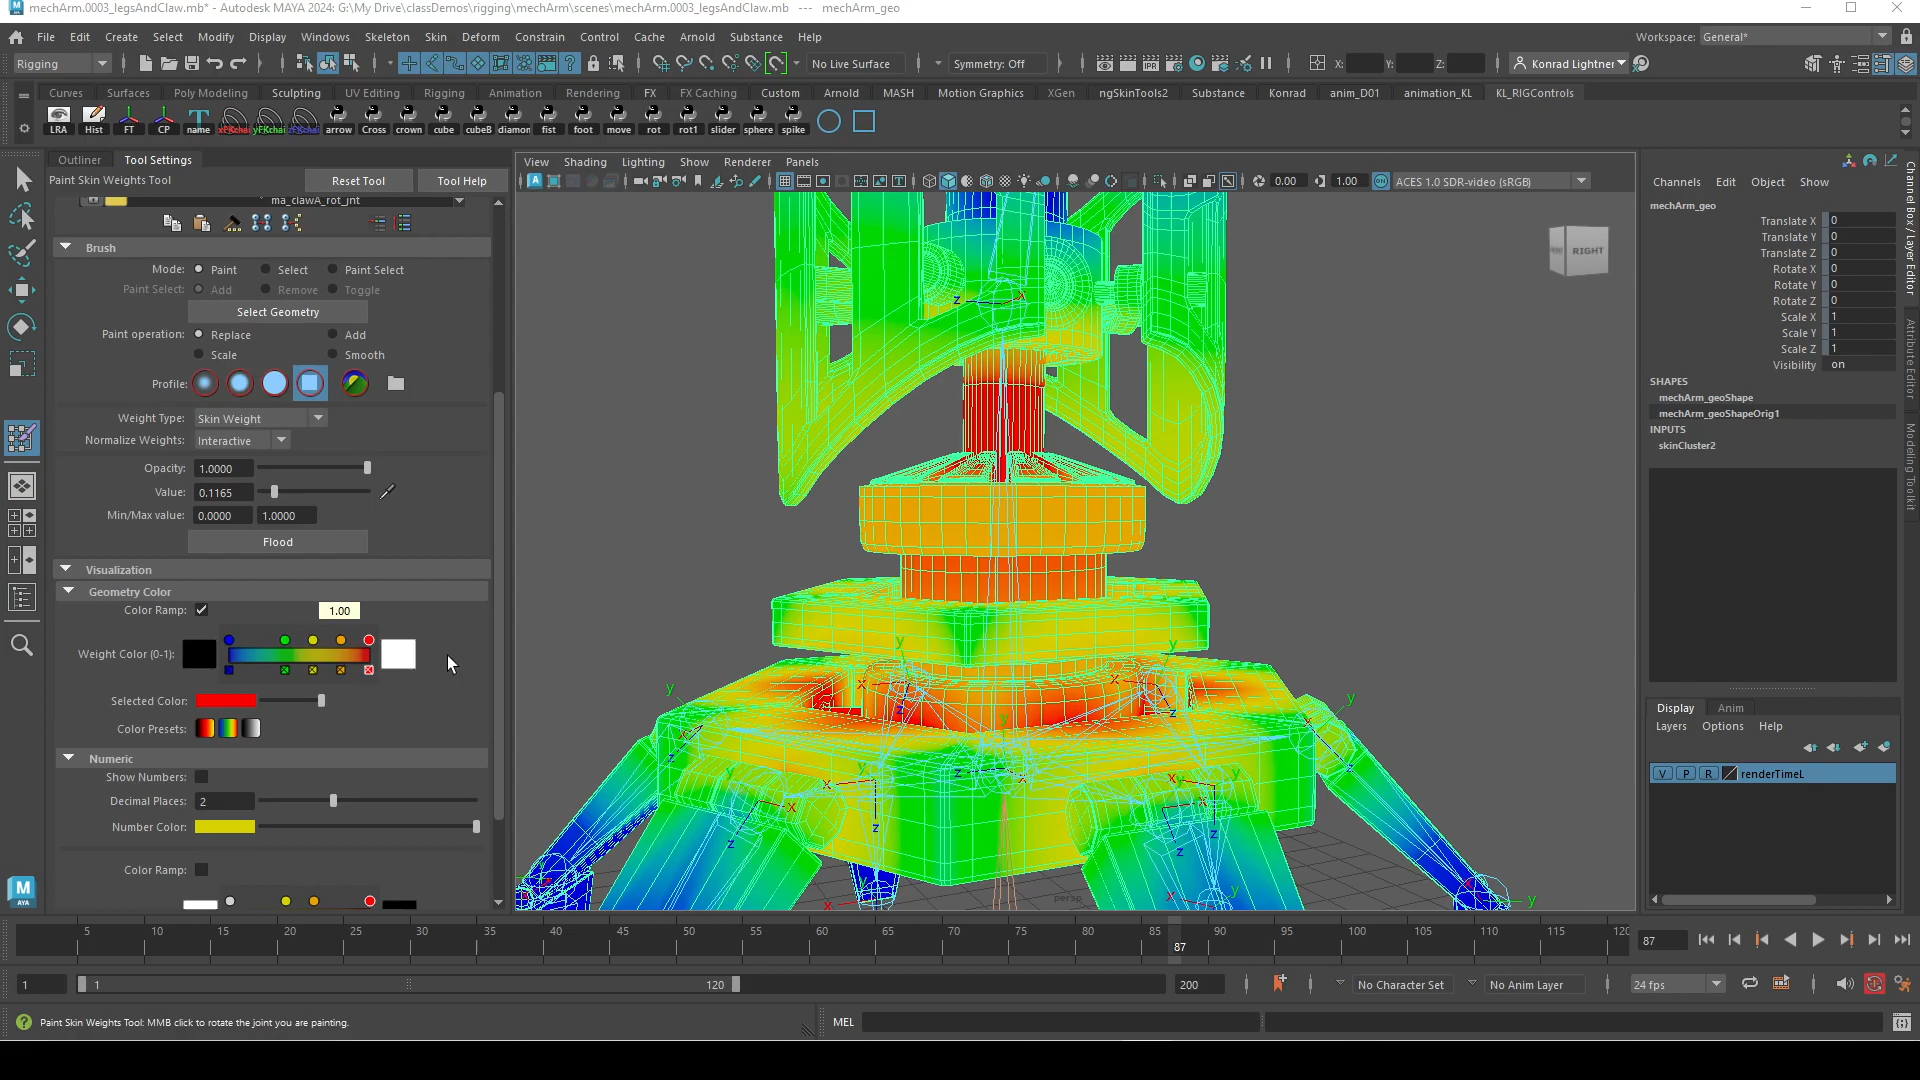 mechArm.0003_legsAndClaw.mb* - Autodesk MAYA 2024: G:\My Drive\classDemos\rigging\mechArm\scenes\mechArm.0003_legsAndClaw.mb --- mechArm_geo
File Edit Create Select Modify Display Windows Skeleton Skin Deform Constrain Control Cache Arnold Substance Help
Workspace: General*
Rigging
No Live Surface
Symmetry: Off
X: Y: Z:
Konrad Lightner
Curves Surfaces Poly Modeling Sculpting UV Editing Rigging Animation Rendering FX FX Caching Custom Arnold MASH Motion Graphics XGen ngSkinTools2 Substance Konrad anim_D01 animation_KL KL_RIGControls
LRA Hist FT CP name xFKchai yFKchai zFKchai arrow Cross crown cube cubeB diamon fist foot move rot rot1 slider sphere spike
Outliner Tool Settings
Paint Skin Weights Tool Reset Tool Tool Help
ma_clawA_rot_jnt
Brush
Mode: Paint Select Paint Select
Paint Select: Add Remove Toggle
Select Geometry
Paint operation: Replace Add
Scale Smooth
Profile:
Weight Type: Skin Weight
Normalize Weights: Interactive
Opacity: 1.0000
Value: 0.1165
Min/Max value: 0.0000 1.0000
Flood
Visualization
Geometry Color
Color Ramp: 1.00
Weight Color (0-1):
Selected Color:
Color Presets:
Numeric
Show Numbers:
Decimal Places: 2
Number Color:
Color Ramp:
View Shading Lighting Show Renderer Panels
0.00 1.00 ACES 1.0 SDR-video (sRGB)
RIGHT
persp
Channels Edit Object Show
mechArm_geo
Translate X 0
Translate Y 0
Translate Z 0
Rotate X 0
Rotate Y 0
Rotate Z 0
Scale X 1
Scale Y 1
Scale Z 1
Visibility on
SHAPES
mechArm_geoShape
mechArm_geoShapeOrig1
INPUTS
skinCluster2
Channel Box / Layer Editor
Attribute Editor
Modeling Toolkit
Display Anim
Layers Options Help
V P R renderTimeL
5 10 15 20 25 30 35 40 45 50 55 60 65 70 75 80 85 90 95 100 105 110 115 120
87
87
1 1 120 200
No Character Set
No Anim Layer
24 fps
Paint Skin Weights Tool: MMB click to rotate the joint you are painting.
MEL